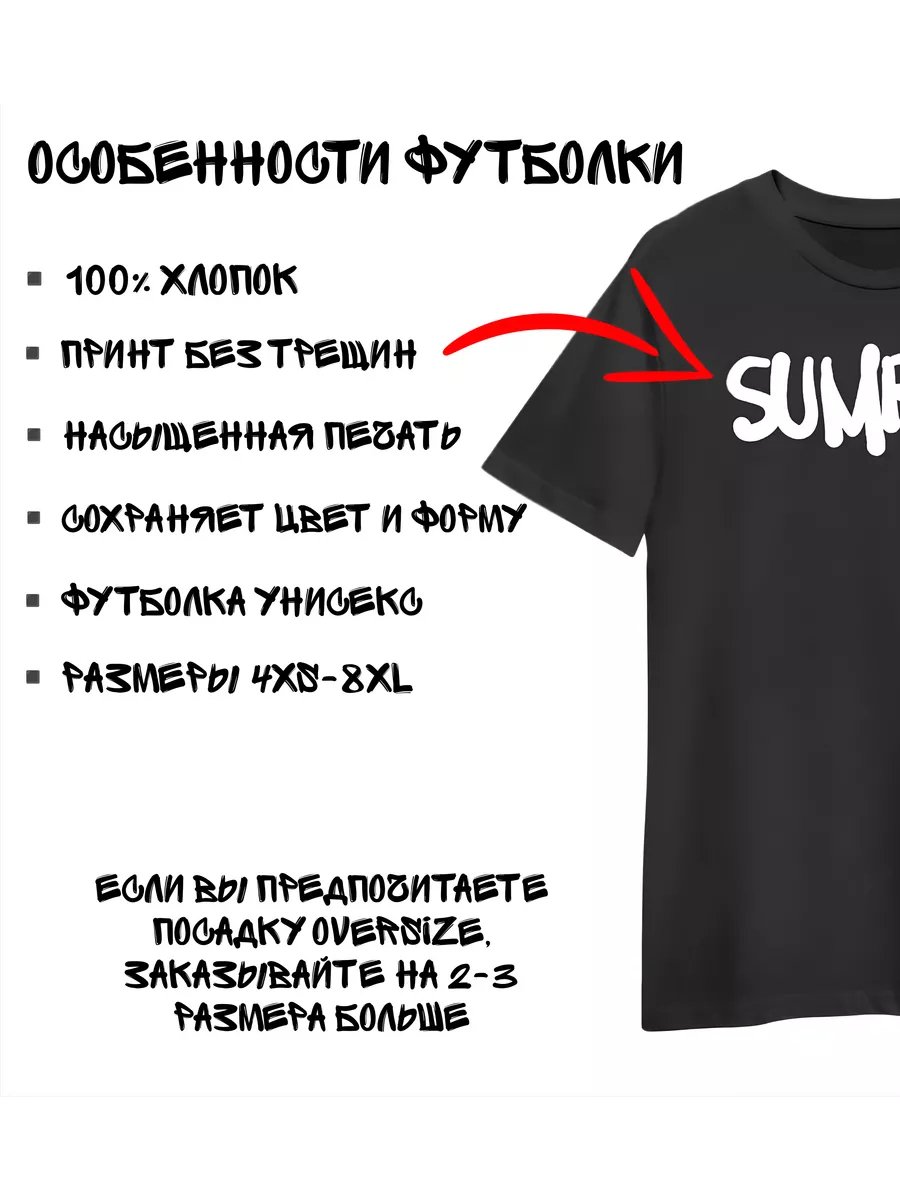 ОСОБЕННОСТИ ФУТБОЛКИ
100% ХЛОПОК
ПРИНТ БЕЗ ТРЕЩИН
НАСЫЩЕННАЯ ПЕЧАТЬ
СОХРАНЯЕТ ЦВЕТ И ФОРМУ
ФУТБОЛКА УНИСЕКС
РАЗМЕРЫ 4XS-8XL
ЕСЛИ ВЫ ПРЕДПОЧИТАЕТЕ
ПОСАДКУ OVERSIZE,
ЗАКАЗЫВАЙТЕ НА 2-3
РАЗМЕРА БОЛЬШЕ